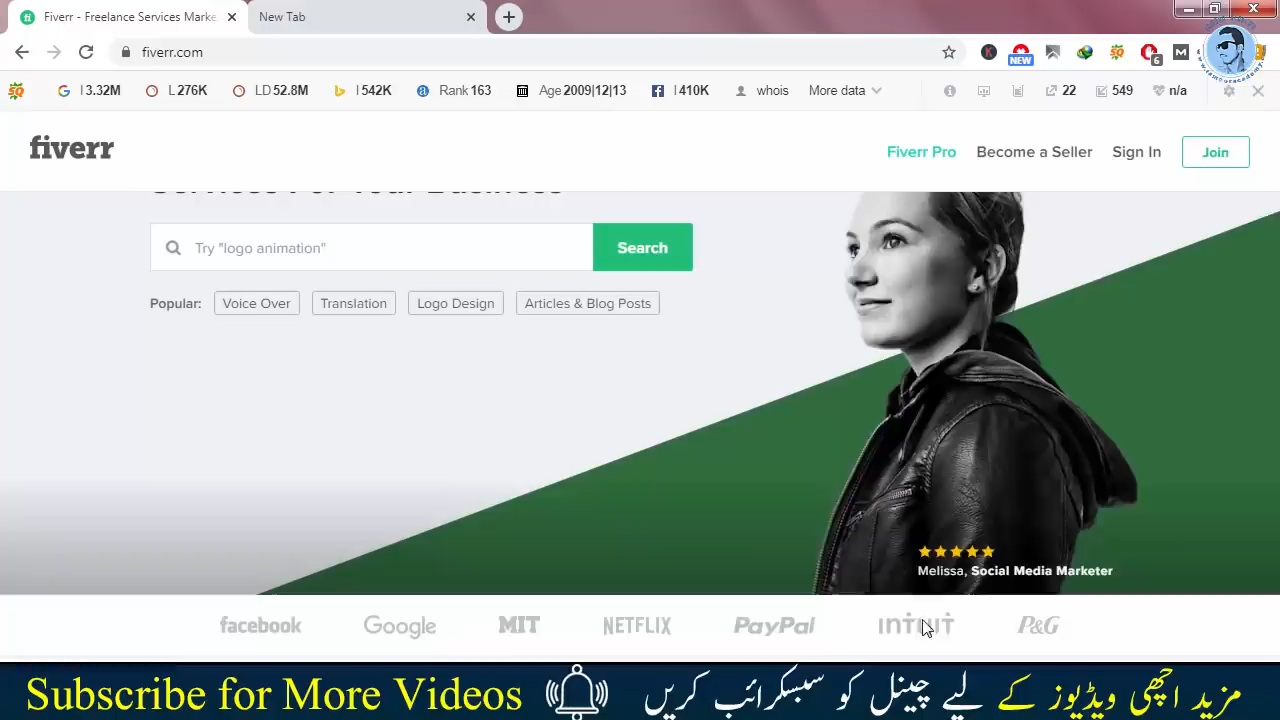 Fiverr - Freelance Services Marke
New Tab
fiverr.com
NEW
6
I 3.32M
L 276K
LD 52.8M
I 542K
Rank 163
Age 2009|12|13
I 410K
whois
More data
22
549
n/a
fiverr
Fiverr Pro
Become a Seller
Sign In
Join
Services For Your Business
Try "logo animation"
Search
Popular:
Voice Over
Translation
Logo Design
Articles & Blog Posts
Melissa, Social Media Marketer
facebook
Google
MIT
NETFLIX
PayPal
intuit
P&G
Subscribe for More Videos
مزید اچھی ویڈیوز کے لیے چینل کو سبسکرائب کریں